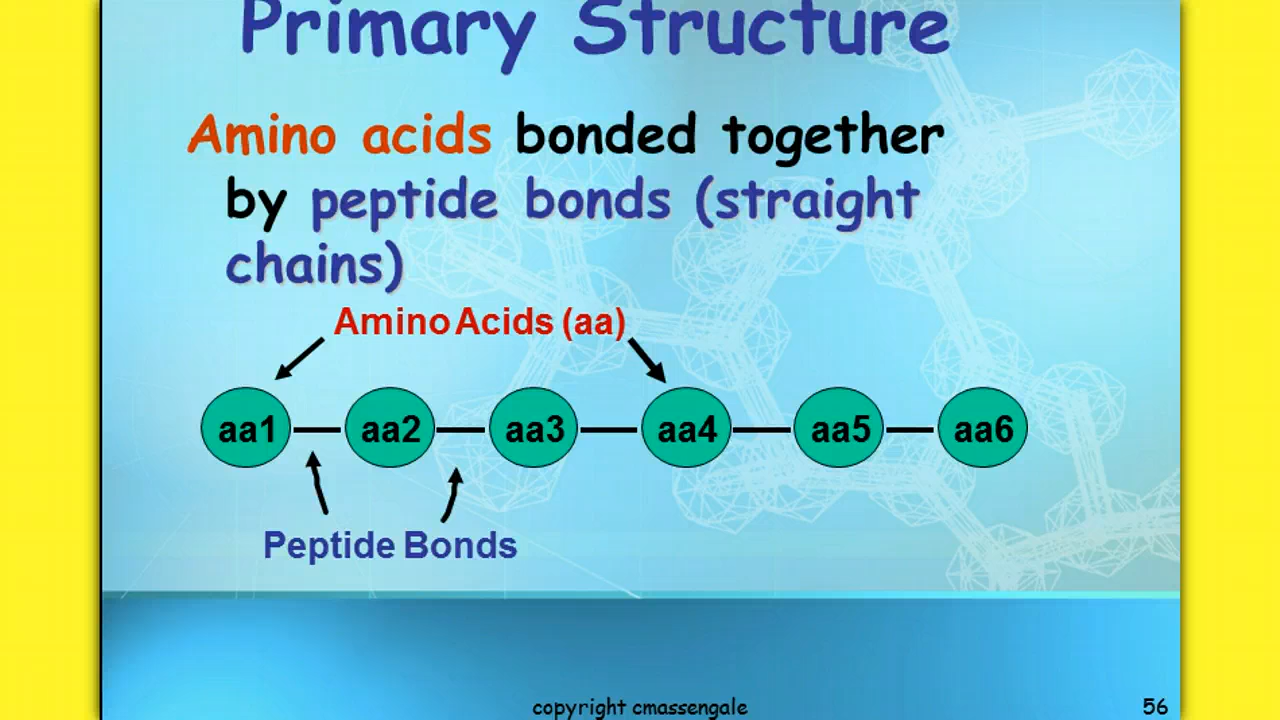 Primary Structure
Amino acids bonded together
by peptide bonds (straight
chains)
Amino Acids (aa)
aa1 aa2 aa3 aa4 aa5 aa6
Peptide Bonds
copyright cmassengale 56